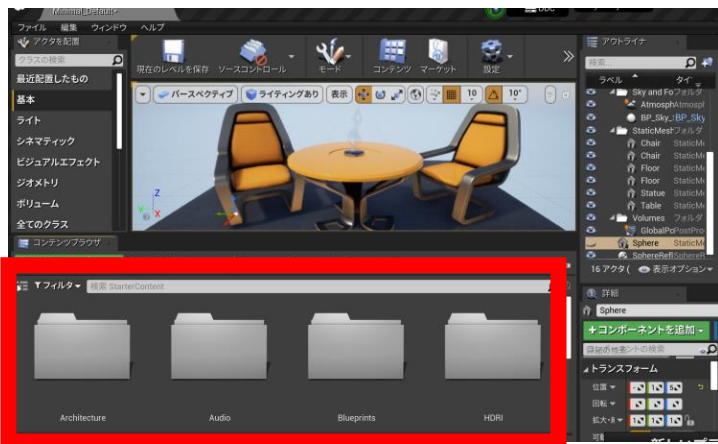 Minimal_Default•
DDC
ファイル 編集 ウィンドウ ヘルプ
アクタを配置
クラスの検索
最近配置したもの
基本
ライト
シネマティック
ビジュアルエフェクト
ジオメトリ
ボリューム
全てのクラス
現在のレベルを保存 ソースコントロール モード コンテンツ マーケット 設定
パースペクティブ ライティングあり 表示 10 10°
Z
Y X
アウトライナ
検索...
ラベル タイ
Sky and Fo フォルダ
Atmosph Atmosph
BP_Sky_ BP_Sky
StaticMesh フォルダ
Chair StaticMe
Chair StaticMe
Floor StaticMe
Floor StaticMe
Statue StaticMe
Table StaticMe
Volumes フォルダ
GlobalPo PostPro
Sphere StaticMe
SphereRefl SphereR
16 アクタ ( 表示オプション
コンテンツブラウザ
フィルタ 検索 StarterContent
Architecture
Audio
Blueprints
HDRI
詳細
Sphere
+コンポーネントを追加
トランスフォーム
位置
回転
拡大・